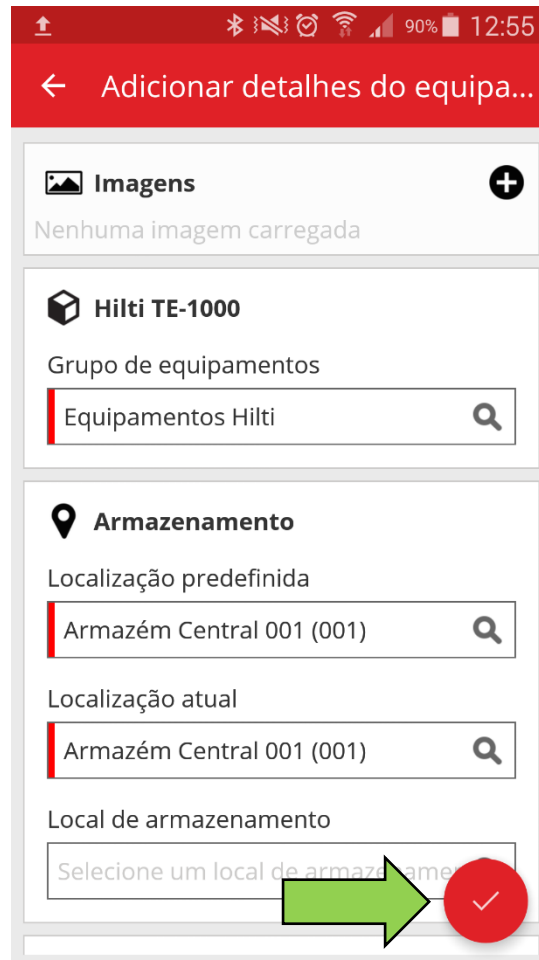 90% 12:55
Adicionar detalhes do equipa...
Imagens
Nenhuma imagem carregada
Hilti TE-1000
Grupo de equipamentos
Equipamentos Hilti
Armazenamento
Localização predefinida
Armazém Central 001 (001)
Localização atual
Armazém Central 001 (001)
Local de armazenamento
Selecione um local de armazename